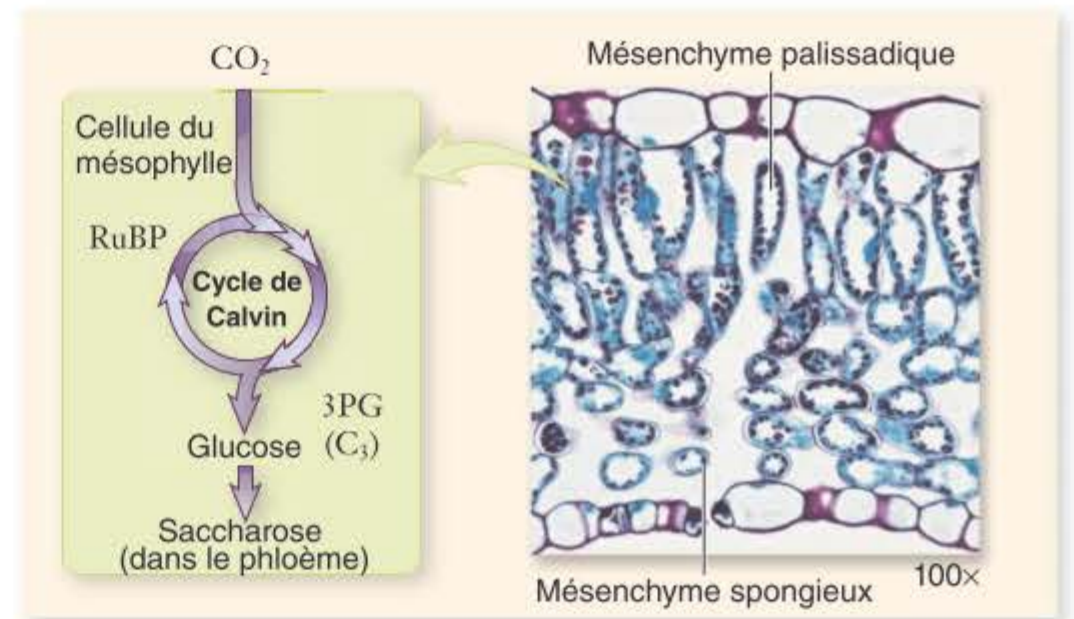 CO₂
Cellule du
mésophylle
RuBP
Cycle de
Calvin
3PG
(C₃)
Glucose
Saccharose
(dans le phloème)
Mésenchyme palissadique
Mésenchyme spongieux
100×